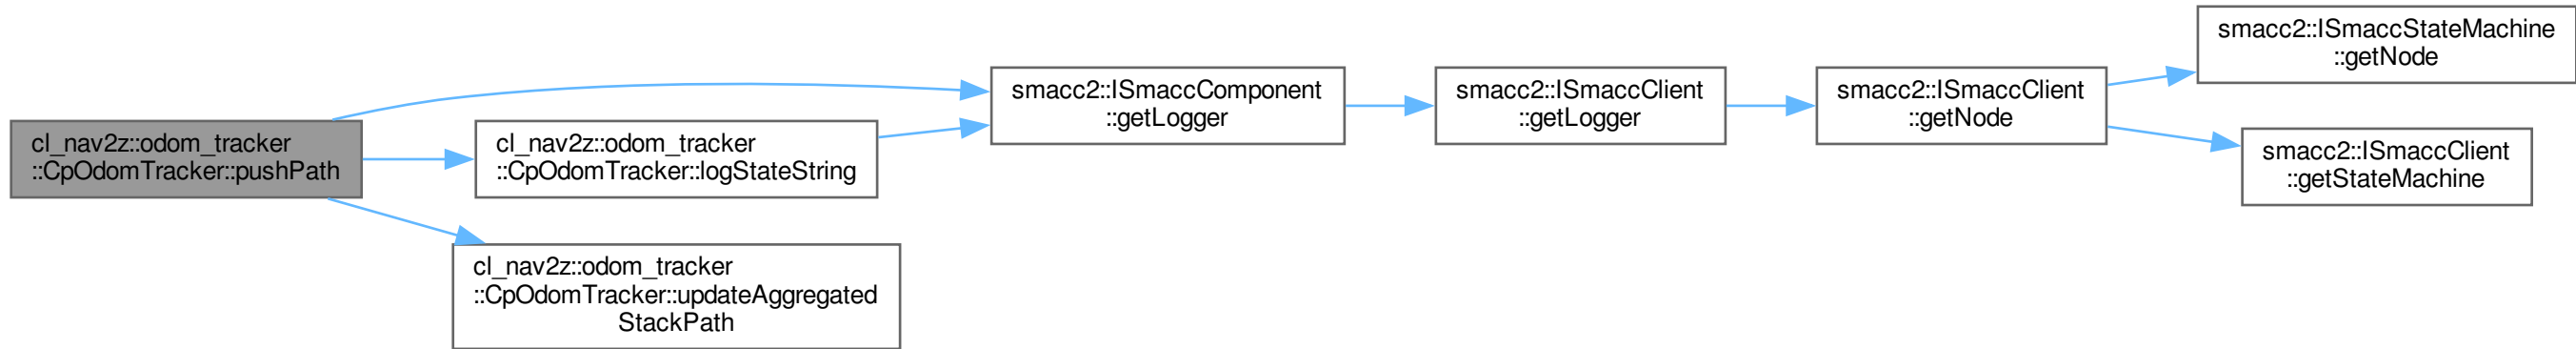 cl_nav2z::odom_tracker
::CpOdomTracker::pushPath
cl_nav2z::odom_tracker
::CpOdomTracker::logStateString
cl_nav2z::odom_tracker
::CpOdomTracker::updateAggregated
StackPath
smacc2::ISmaccComponent
::getLogger
smacc2::ISmaccClient
::getLogger
smacc2::ISmaccClient
::getNode
smacc2::ISmaccStateMachine
::getNode
smacc2::ISmaccClient
::getStateMachine